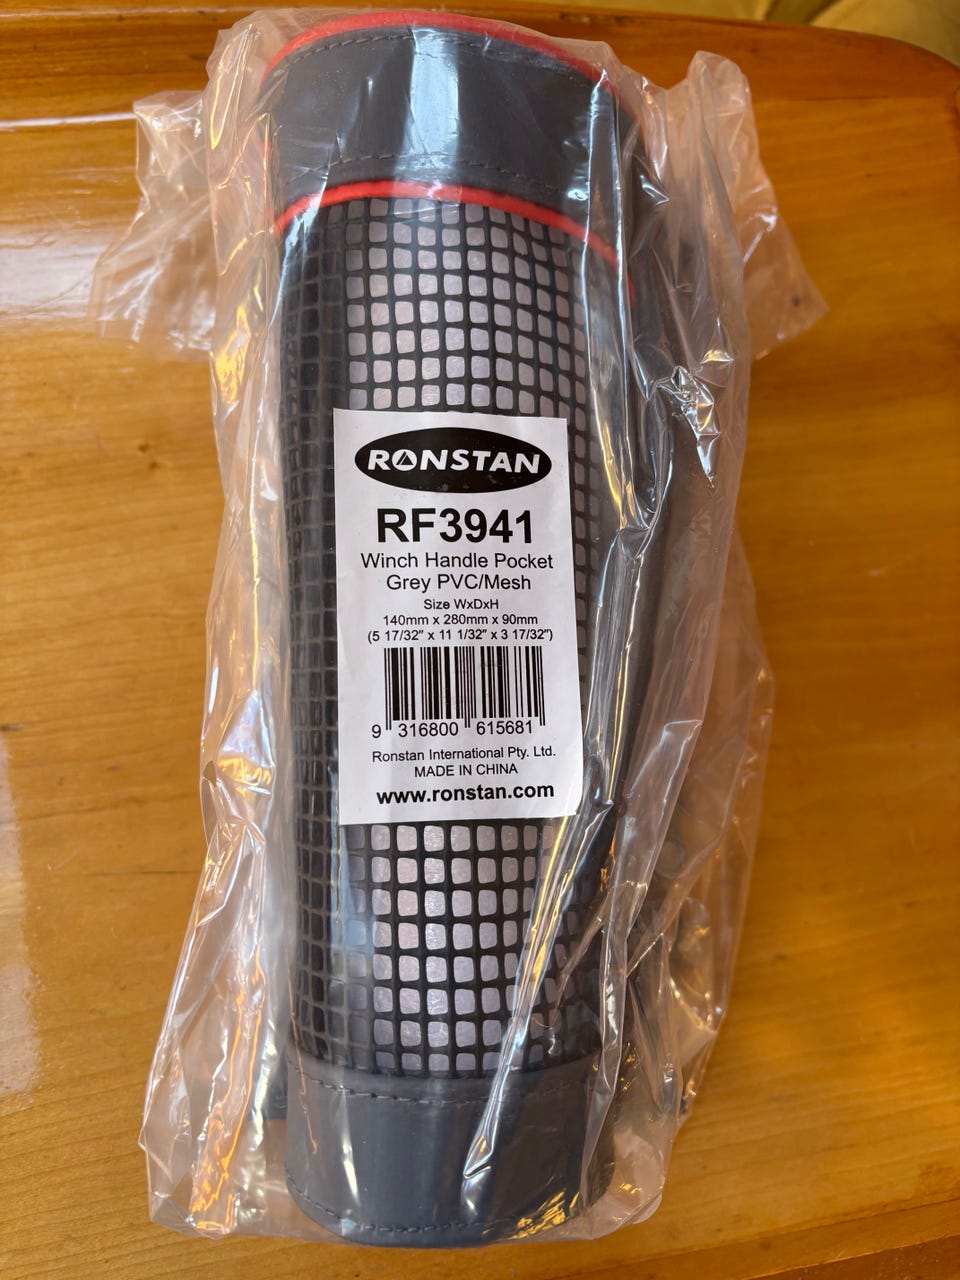 RONSTAN
RF3941
Winch Handle Pocket
Grey PVC/Mesh
Size WxDxH
140mm x 280mm x 90mm
(5 17/32" x 11 1/32" x 3 17/32")
9 316800 615681
Ronstan International Pty. Ltd.
MADE IN CHINA
www.ronstan.com